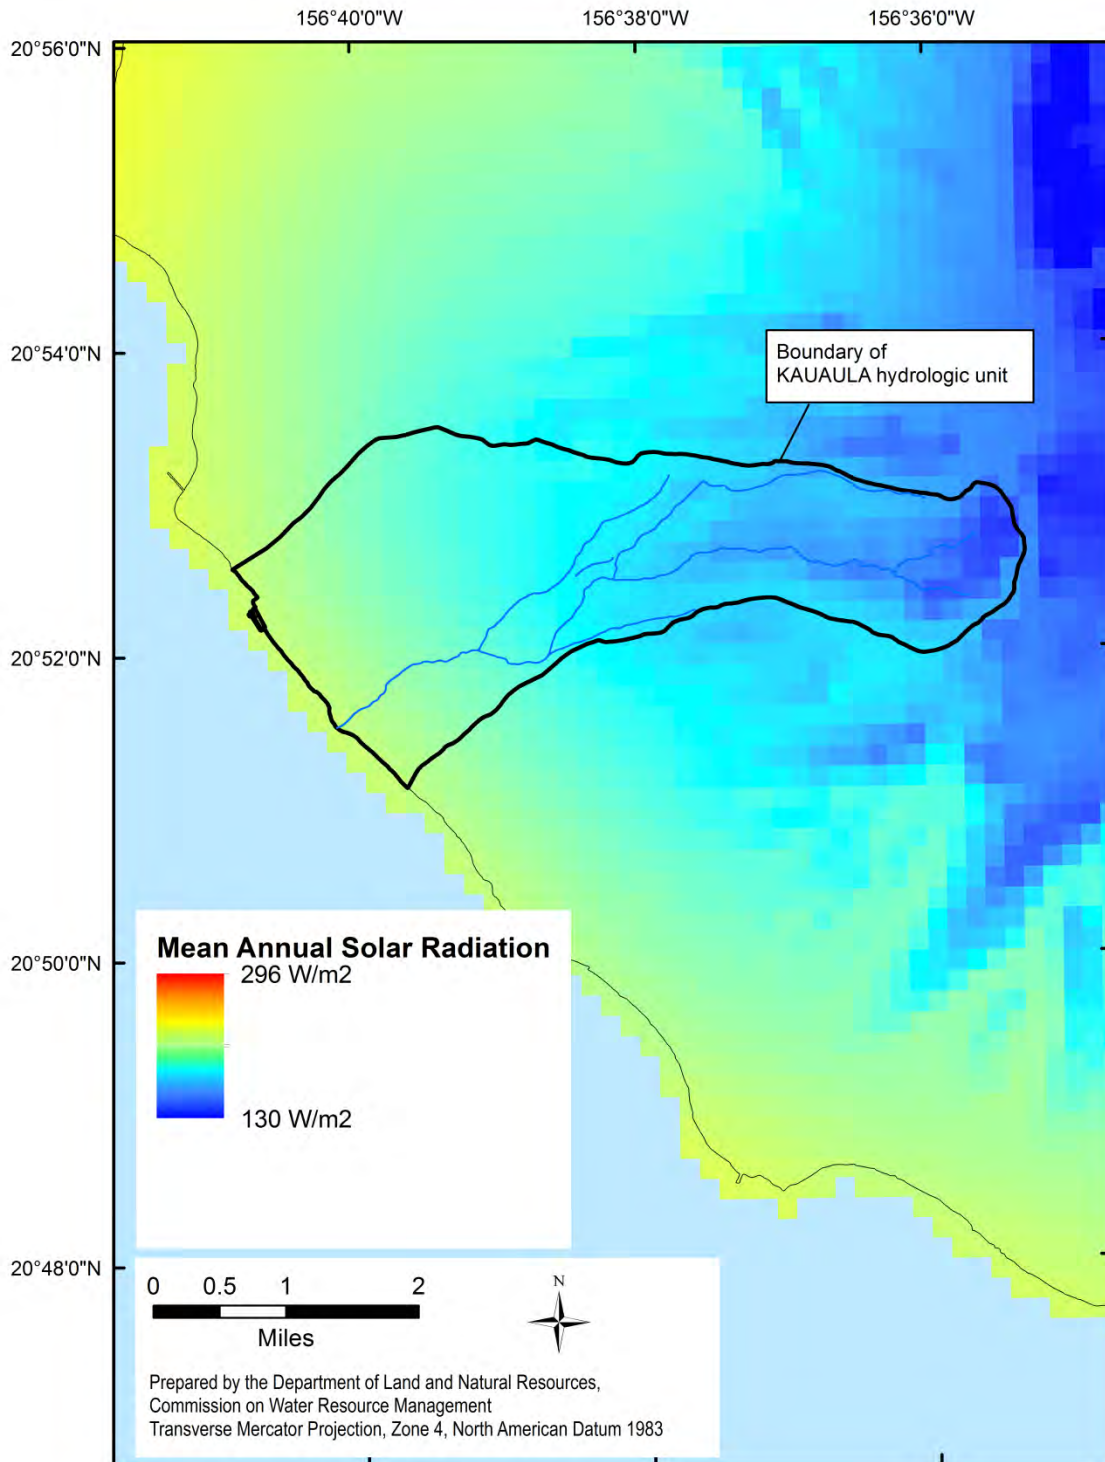 156°40'0"W
156°38'0"W
156°36'0"W
20°56'0"N
20°54'0"N
Boundary of
KAUAULA hydrologic unit
20°52'0"N
20°50'0"N
Mean Annual Solar Radiation
296 W/m2
130 W/m2
20°48'0"N
0 0.5 1 2
Miles
N
Prepared by the Department of Land and Natural Resources,
Commission on Water Resource Management
Transverse Mercator Projection, Zone 4, North American Datum 1983